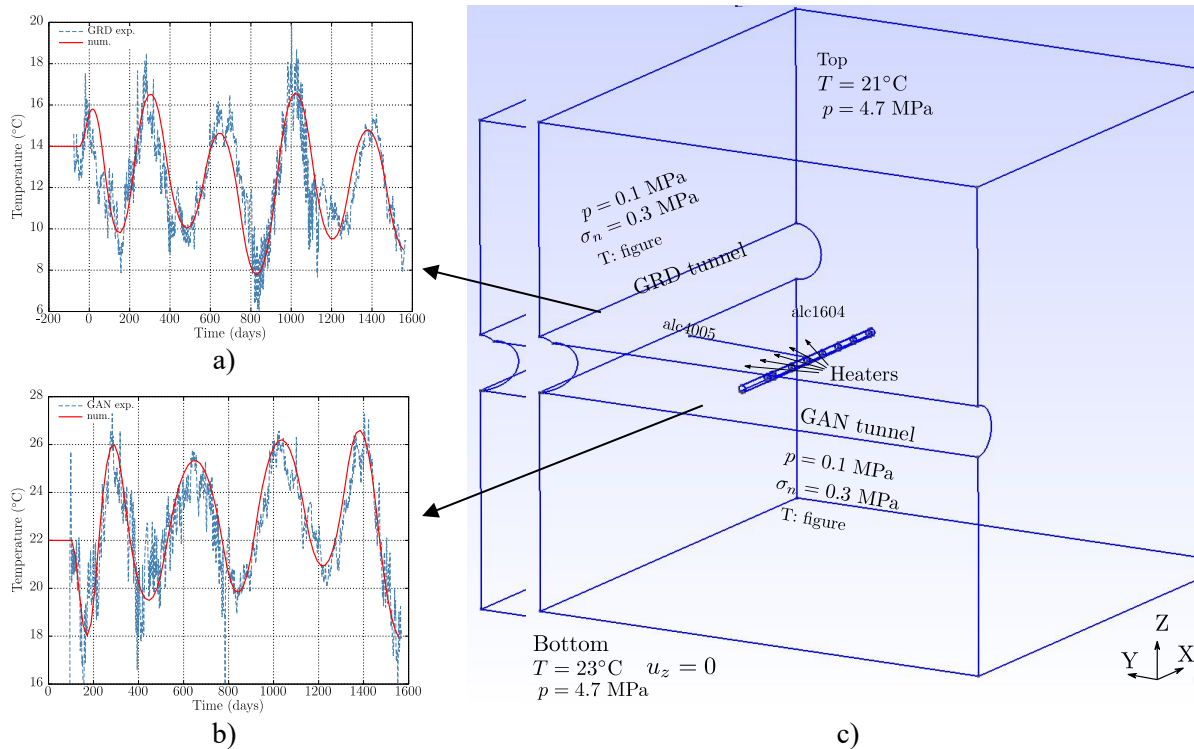 20
18
16
14
12
10
8
6
-200
0
200
400
600
800
1000
1200
1400
1600
Temperature (°C)
Time (days)
GRD exp.
num.
a)
28
26
24
22
20
18
16
0
200
400
600
800
1000
1200
1400
1600
Temperature (°C)
Time (days)
GAN exp.
num.
b)
Top
T = 21°C
p = 4.7 MPa
p = 0.1 MPa
σn = 0.3 MPa
T: figure
GRD tunnel
alc1604
alc4005
Heaters
GAN tunnel
p = 0.1 MPa
σn = 0.3 MPa
T: figure
Bottom
T = 23°C uz = 0
p = 4.7 MPa
Z
Y
X
c)